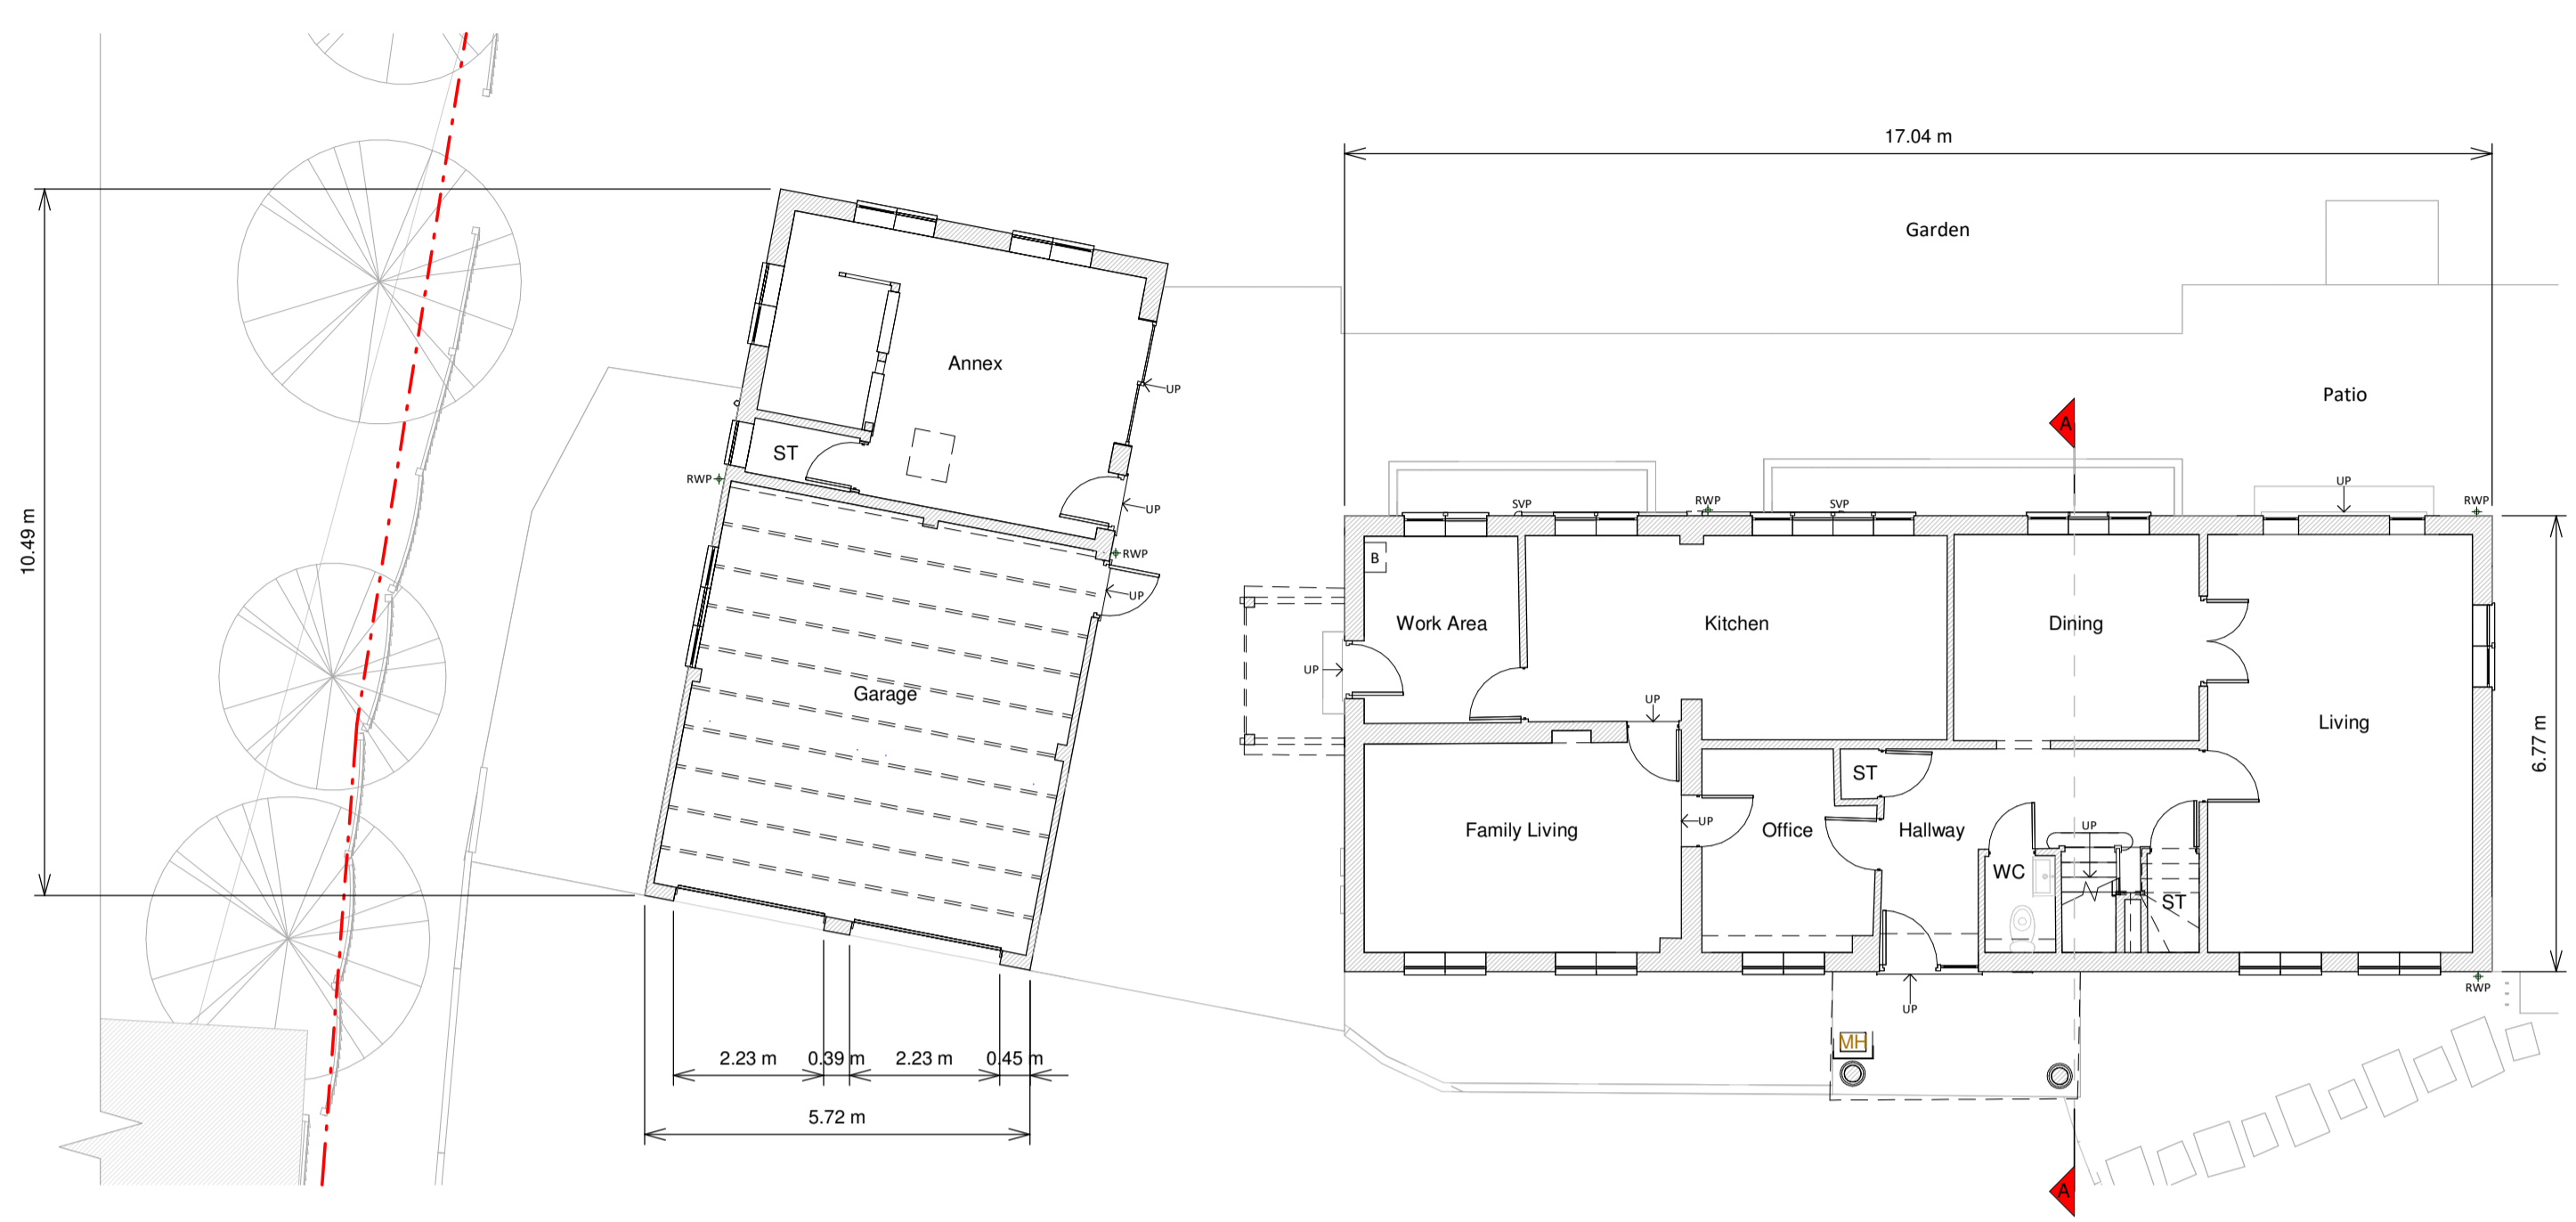 17.04 m
Garden
Annex
UP
Patio
A
ST
RWP
UP
SVP
RWP
SVP
UP
RWP
10.49 m
RWP
B
UP
Work Area
Kitchen
Dining
UP
Garage
UP
Living
6.77 m
ST
Family Living
UP
Office
Hallway
UP
WC
ST
RWP
UP
MH
2.23 m
0.39 m
2.23 m
0.45 m
5.72 m
A